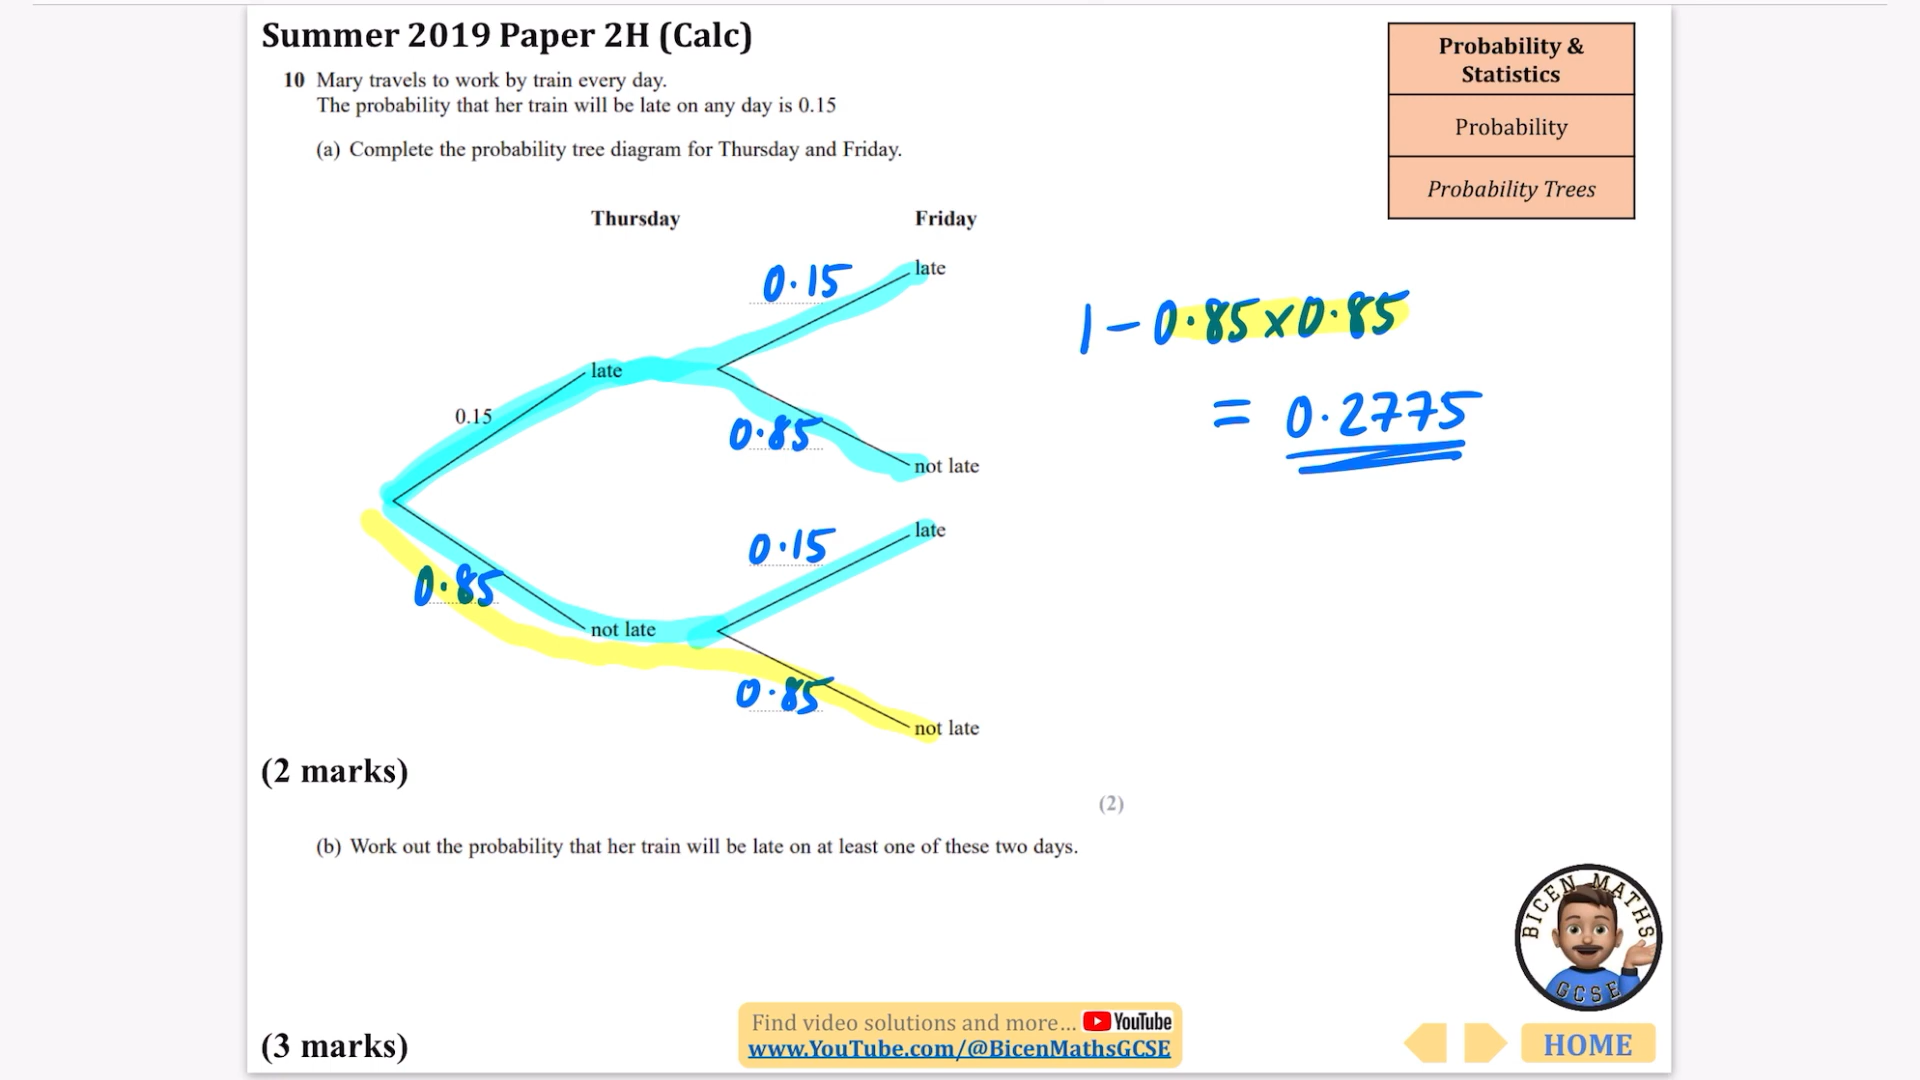 Summer 2019 Paper 2H (Calc)
Probability &
Statistics
Probability
Probability Trees
10 Mary travels to work by train every day.
The probability that her train will be late on any day is 0.15
(a) Complete the probability tree diagram for Thursday and Friday.
Thursday
Friday
0.15
late
late
0.15
0.85
not late
0.15
late
0.85
not late
0.85
not late
1-0.85x0.85
= 0.2775
(2 marks)
(2)
(b) Work out the probability that her train will be late on at least one of these two days.
(3 marks)
Find video solutions and more... YouTube
www.YouTube.com/@BicenMathsGCSE
BICEN MATHS
GCSE
HOME